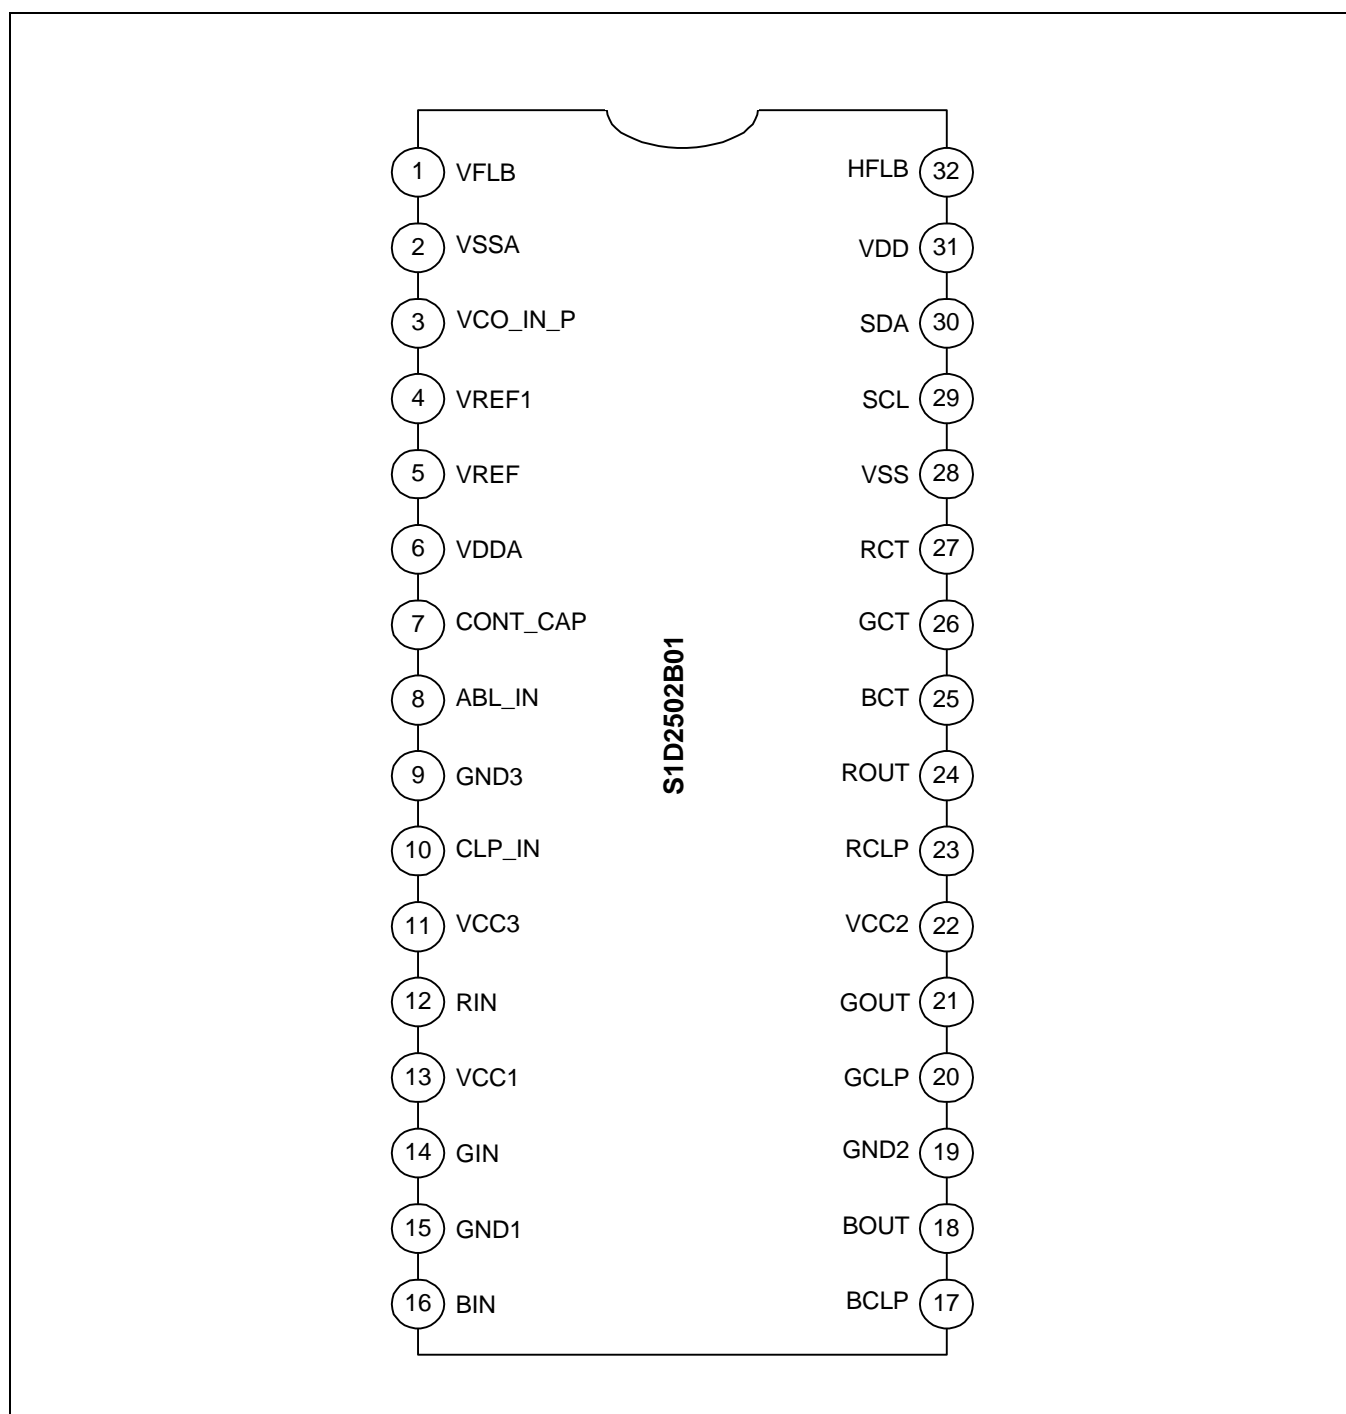 1 VFLB HFLB 32
2 VSSA VDD 31
3 VCO_IN_P SDA 30
4 VREF1 SCL 29
5 VREF VSS 28
6 VDDA RCT 27
7 CONT_CAP GCT 26
8 ABL_IN BCT 25
S1D2502B01
9 GND3 ROUT 24
10 CLP_IN RCLP 23
11 VCC3 VCC2 22
12 RIN GOUT 21
13 VCC1 GCLP 20
14 GIN GND2 19
15 GND1 BOUT 18
16 BIN BCLP 17